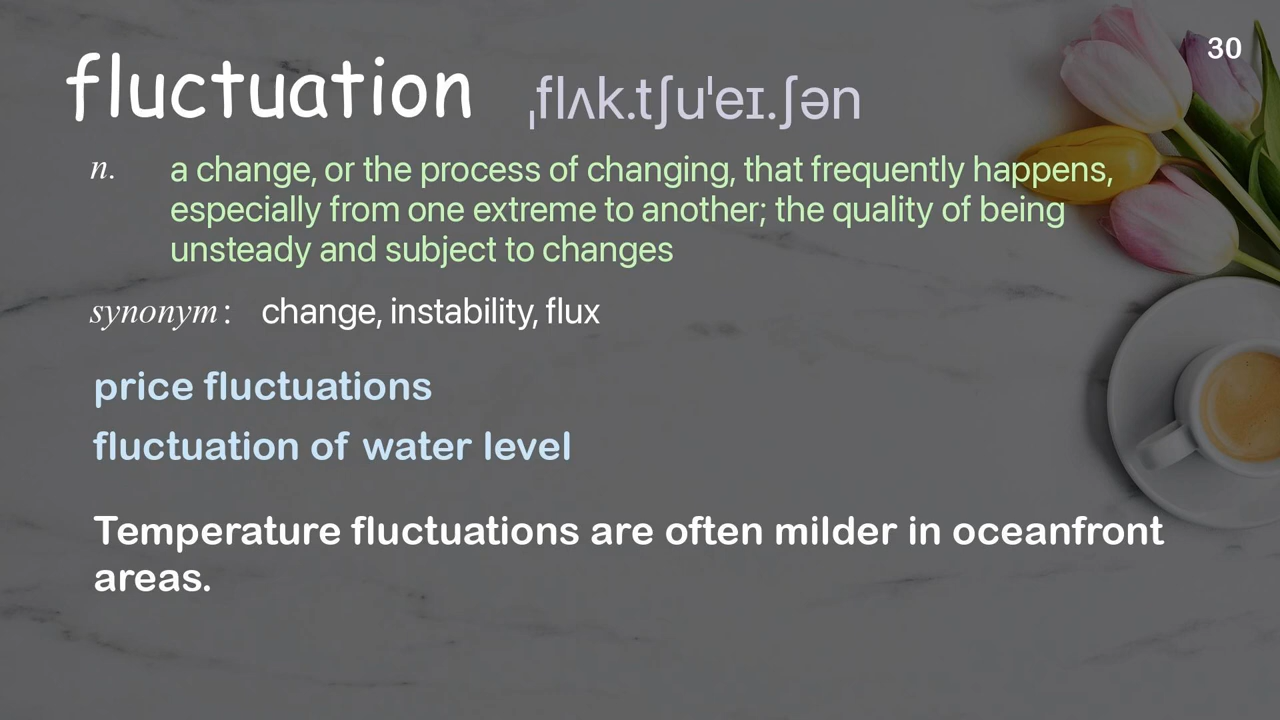 30
fluctuation ˌflʌk.tʃuˈeɪ.ʃən
n. a change, or the process of changing, that frequently happens,
especially from one extreme to another; the quality of being
unsteady and subject to changes
synonym: change, instability, flux
price fluctuations
fluctuation of water level
Temperature fluctuations are often milder in oceanfront
areas.